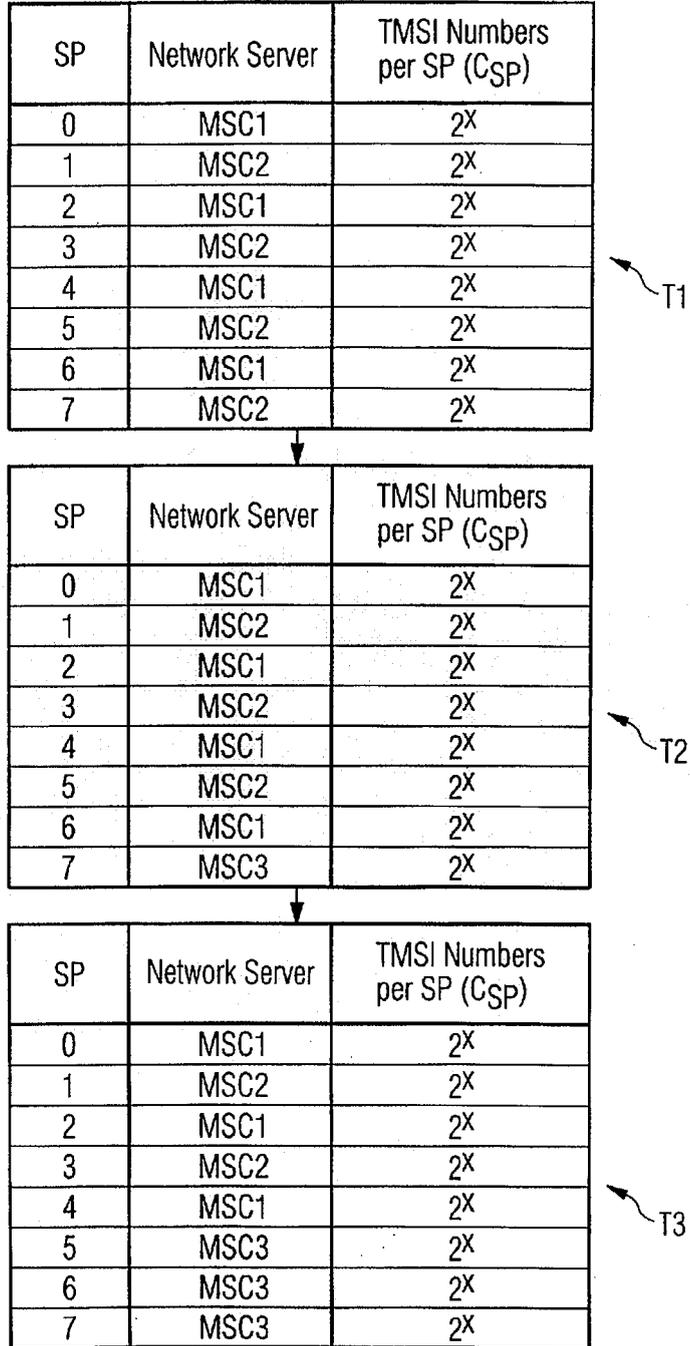 SP Network Server TMSI Numbers
per SP (CSP)
0 MSC1 2X
1 MSC2 2X
2 MSC1 2X
3 MSC2 2X
4 MSC1 2X
5 MSC2 2X
6 MSC1 2X
7 MSC2 2X
T1
SP Network Server TMSI Numbers
per SP (CSP)
0 MSC1 2X
1 MSC2 2X
2 MSC1 2X
3 MSC2 2X
4 MSC1 2X
5 MSC2 2X
6 MSC1 2X
7 MSC3 2X
T2
SP Network Server TMSI Numbers
per SP (CSP)
0 MSC1 2X
1 MSC2 2X
2 MSC1 2X
3 MSC2 2X
4 MSC1 2X
5 MSC3 2X
6 MSC3 2X
7 MSC3 2X
T3